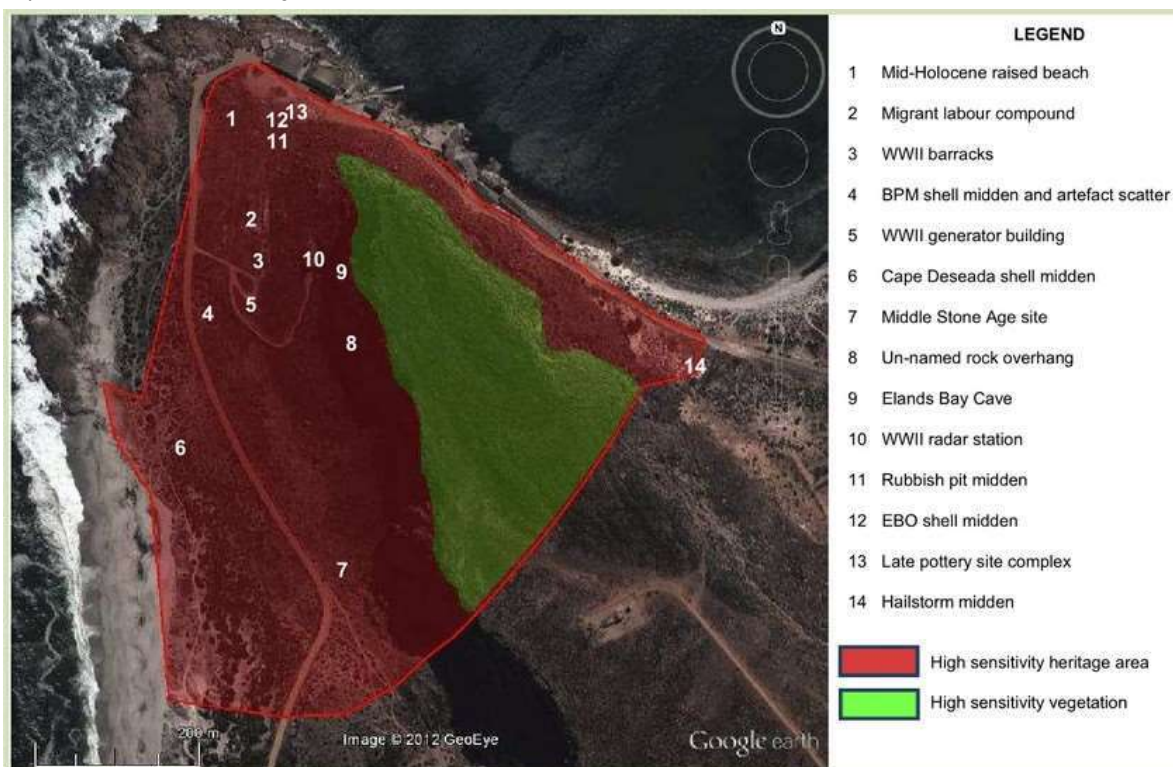 N
1
12 13
11
2
3 10 9
4 5
8
14
6
7
200 m
Image © 2012 GeoEye
Google earth
LEGEND
1 Mid-Holocene raised beach
2 Migrant labour compound
3 WWII barracks
4 BPM shell midden and artefact scatter
5 WWII generator building
6 Cape Deseada shell midden
7 Middle Stone Age site
8 Un-named rock overhang
9 Elands Bay Cave
10 WWII radar station
11 Rubbish pit midden
12 EBO shell midden
13 Late pottery site complex
14 Hailstorm midden
High sensitivity heritage area
High sensitivity vegetation